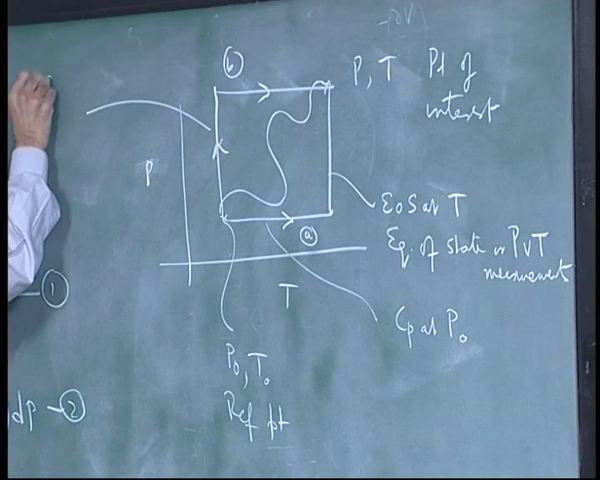 -∂V
ⓑ
P, T Pt of
interest
P
EoS at T
Eq. of state or PVT
measurement
ⓐ
①
T
Cp at P₀
P₀, T₀
Ref pt
dp - ②